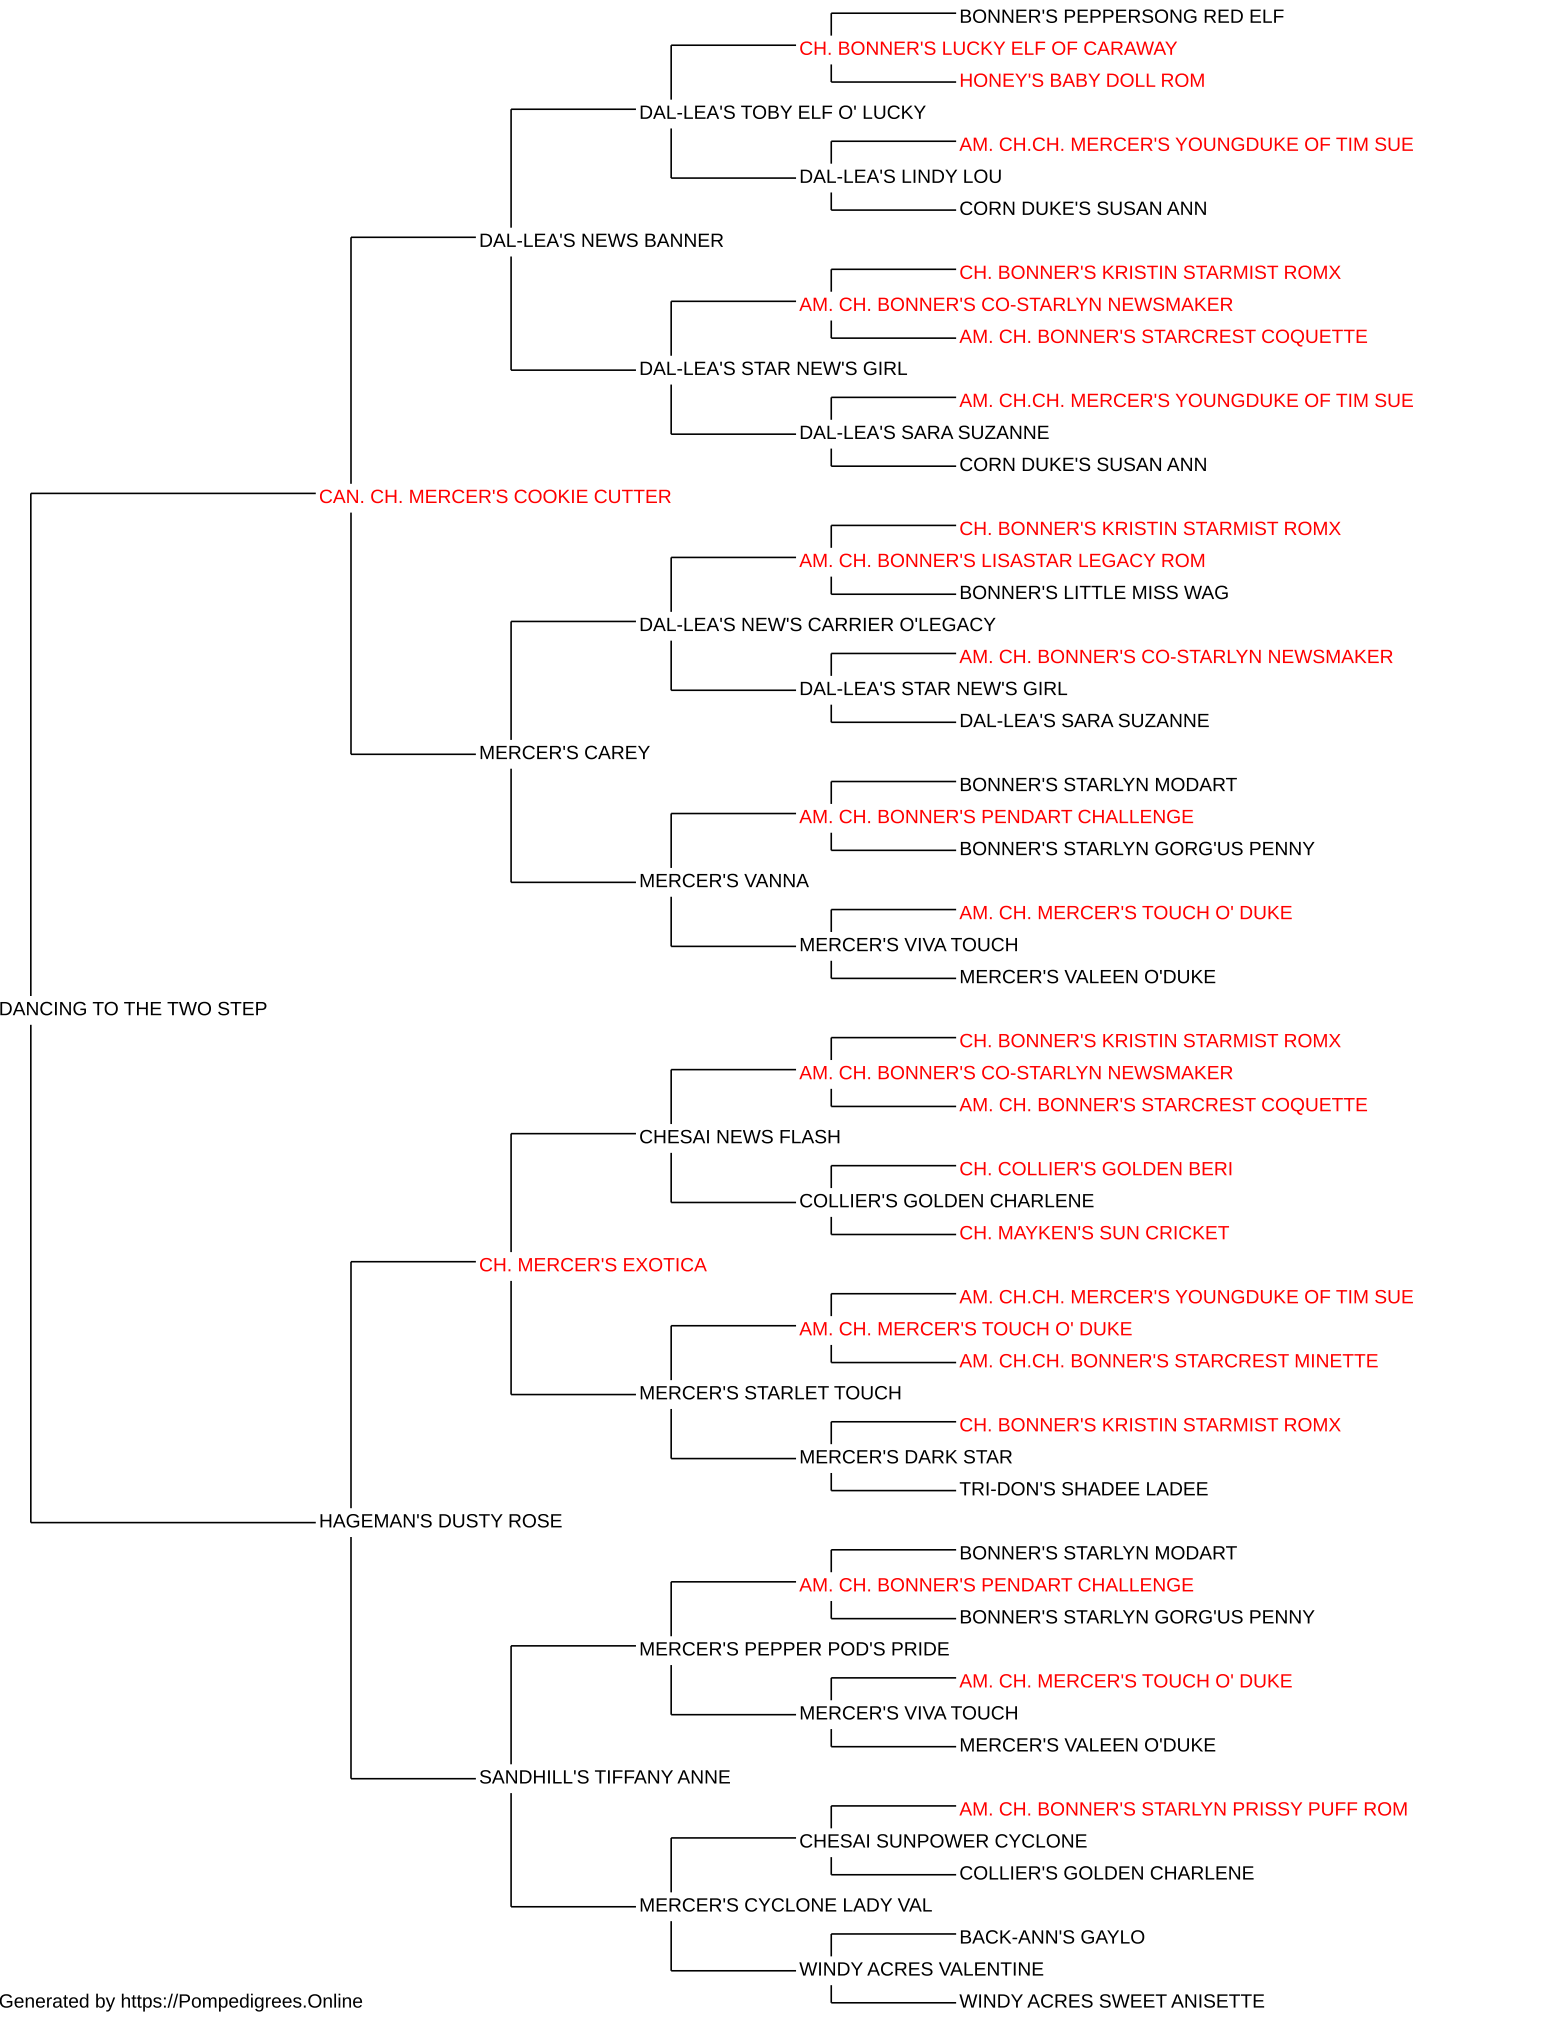 BONNER'S PEPPERSONG RED ELF
CH. BONNER'S LUCKY ELF OF CARAWAY
HONEY'S BABY DOLL ROM
DAL-LEA'S TOBY ELF O' LUCKY
AM. CH.CH. MERCER'S YOUNGDUKE OF TIM SUE
DAL-LEA'S LINDY LOU
CORN DUKE'S SUSAN ANN
DAL-LEA'S NEWS BANNER
CH. BONNER'S KRISTIN STARMIST ROMX
AM. CH. BONNER'S CO-STARLYN NEWSMAKER
AM. CH. BONNER'S STARCREST COQUETTE
DAL-LEA'S STAR NEW'S GIRL
AM. CH.CH. MERCER'S YOUNGDUKE OF TIM SUE
DAL-LEA'S SARA SUZANNE
CORN DUKE'S SUSAN ANN
CAN. CH. MERCER'S COOKIE CUTTER
CH. BONNER'S KRISTIN STARMIST ROMX
AM. CH. BONNER'S LISASTAR LEGACY ROM
BONNER'S LITTLE MISS WAG
DAL-LEA'S NEW'S CARRIER O'LEGACY
AM. CH. BONNER'S CO-STARLYN NEWSMAKER
DAL-LEA'S STAR NEW'S GIRL
DAL-LEA'S SARA SUZANNE
MERCER'S CAREY
BONNER'S STARLYN MODART
AM. CH. BONNER'S PENDART CHALLENGE
BONNER'S STARLYN GORG'US PENNY
MERCER'S VANNA
AM. CH. MERCER'S TOUCH O' DUKE
MERCER'S VIVA TOUCH
MERCER'S VALEEN O'DUKE
DANCING TO THE TWO STEP
CH. BONNER'S KRISTIN STARMIST ROMX
AM. CH. BONNER'S CO-STARLYN NEWSMAKER
AM. CH. BONNER'S STARCREST COQUETTE
CHESAI NEWS FLASH
CH. COLLIER'S GOLDEN BERI
COLLIER'S GOLDEN CHARLENE
CH. MAYKEN'S SUN CRICKET
CH. MERCER'S EXOTICA
AM. CH.CH. MERCER'S YOUNGDUKE OF TIM SUE
AM. CH. MERCER'S TOUCH O' DUKE
AM. CH.CH. BONNER'S STARCREST MINETTE
MERCER'S STARLET TOUCH
CH. BONNER'S KRISTIN STARMIST ROMX
MERCER'S DARK STAR
TRI-DON'S SHADEE LADEE
HAGEMAN'S DUSTY ROSE
BONNER'S STARLYN MODART
AM. CH. BONNER'S PENDART CHALLENGE
BONNER'S STARLYN GORG'US PENNY
MERCER'S PEPPER POD'S PRIDE
AM. CH. MERCER'S TOUCH O' DUKE
MERCER'S VIVA TOUCH
MERCER'S VALEEN O'DUKE
SANDHILL'S TIFFANY ANNE
AM. CH. BONNER'S STARLYN PRISSY PUFF ROM
CHESAI SUNPOWER CYCLONE
COLLIER'S GOLDEN CHARLENE
MERCER'S CYCLONE LADY VAL
BACK-ANN'S GAYLO
WINDY ACRES VALENTINE
WINDY ACRES SWEET ANISETTE
Generated by https://Pompedigrees.Online